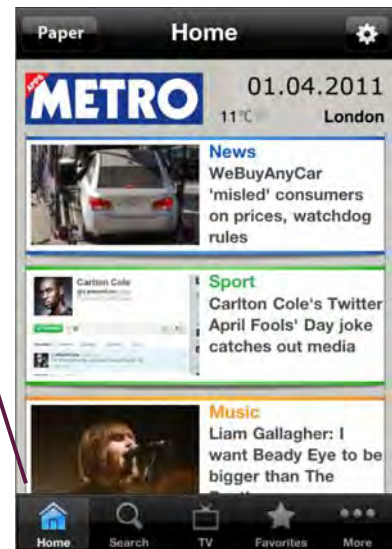 Paper
Home
APPS
METRO
01.04.2011
11°C
London
News
WeBuyAnyCar
'misled' consumers
on prices, watchdog
rules
Carlton Cole
Sport
Carlton Cole's Twitter
April Fools' Day joke
catches out media
Music
Liam Gallagher: I
want Beady Eye to be
bigger than The
Home
Search
TV
Favorites
More